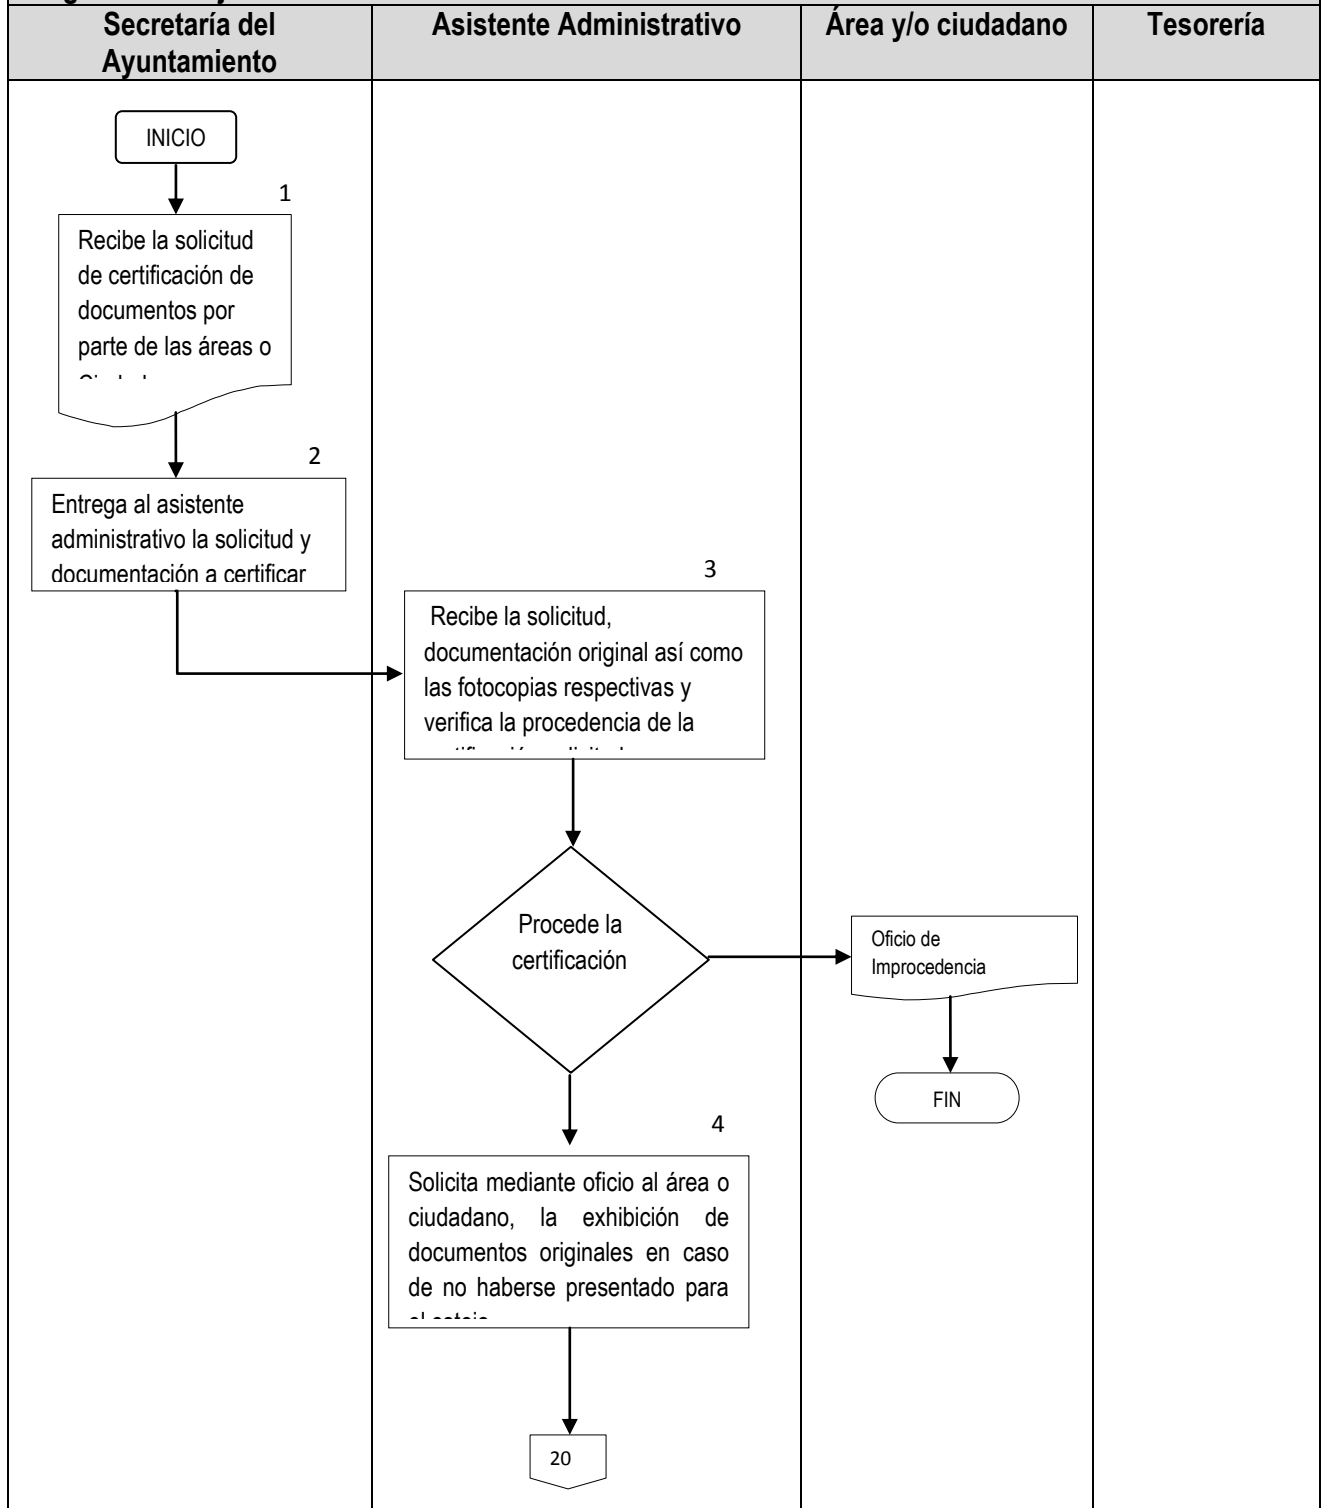 Secretaría del
Ayuntamiento
Asistente Administrativo
Área y/o ciudadano
Tesorería
INICIO
1
Recibe la solicitud
de certificación de
documentos por
parte de las áreas o
2
Entrega al asistente
administrativo la solicitud y
documentación a certificar
3
Recibe la solicitud,
documentación original así como
las fotocopias respectivas y
verifica la procedencia de la
Procede la
certificación
Oficio de
Improcedencia
FIN
4
Solicita mediante oficio al área o
ciudadano, la exhibición de
documentos originales en caso
de no haberse presentado para
20